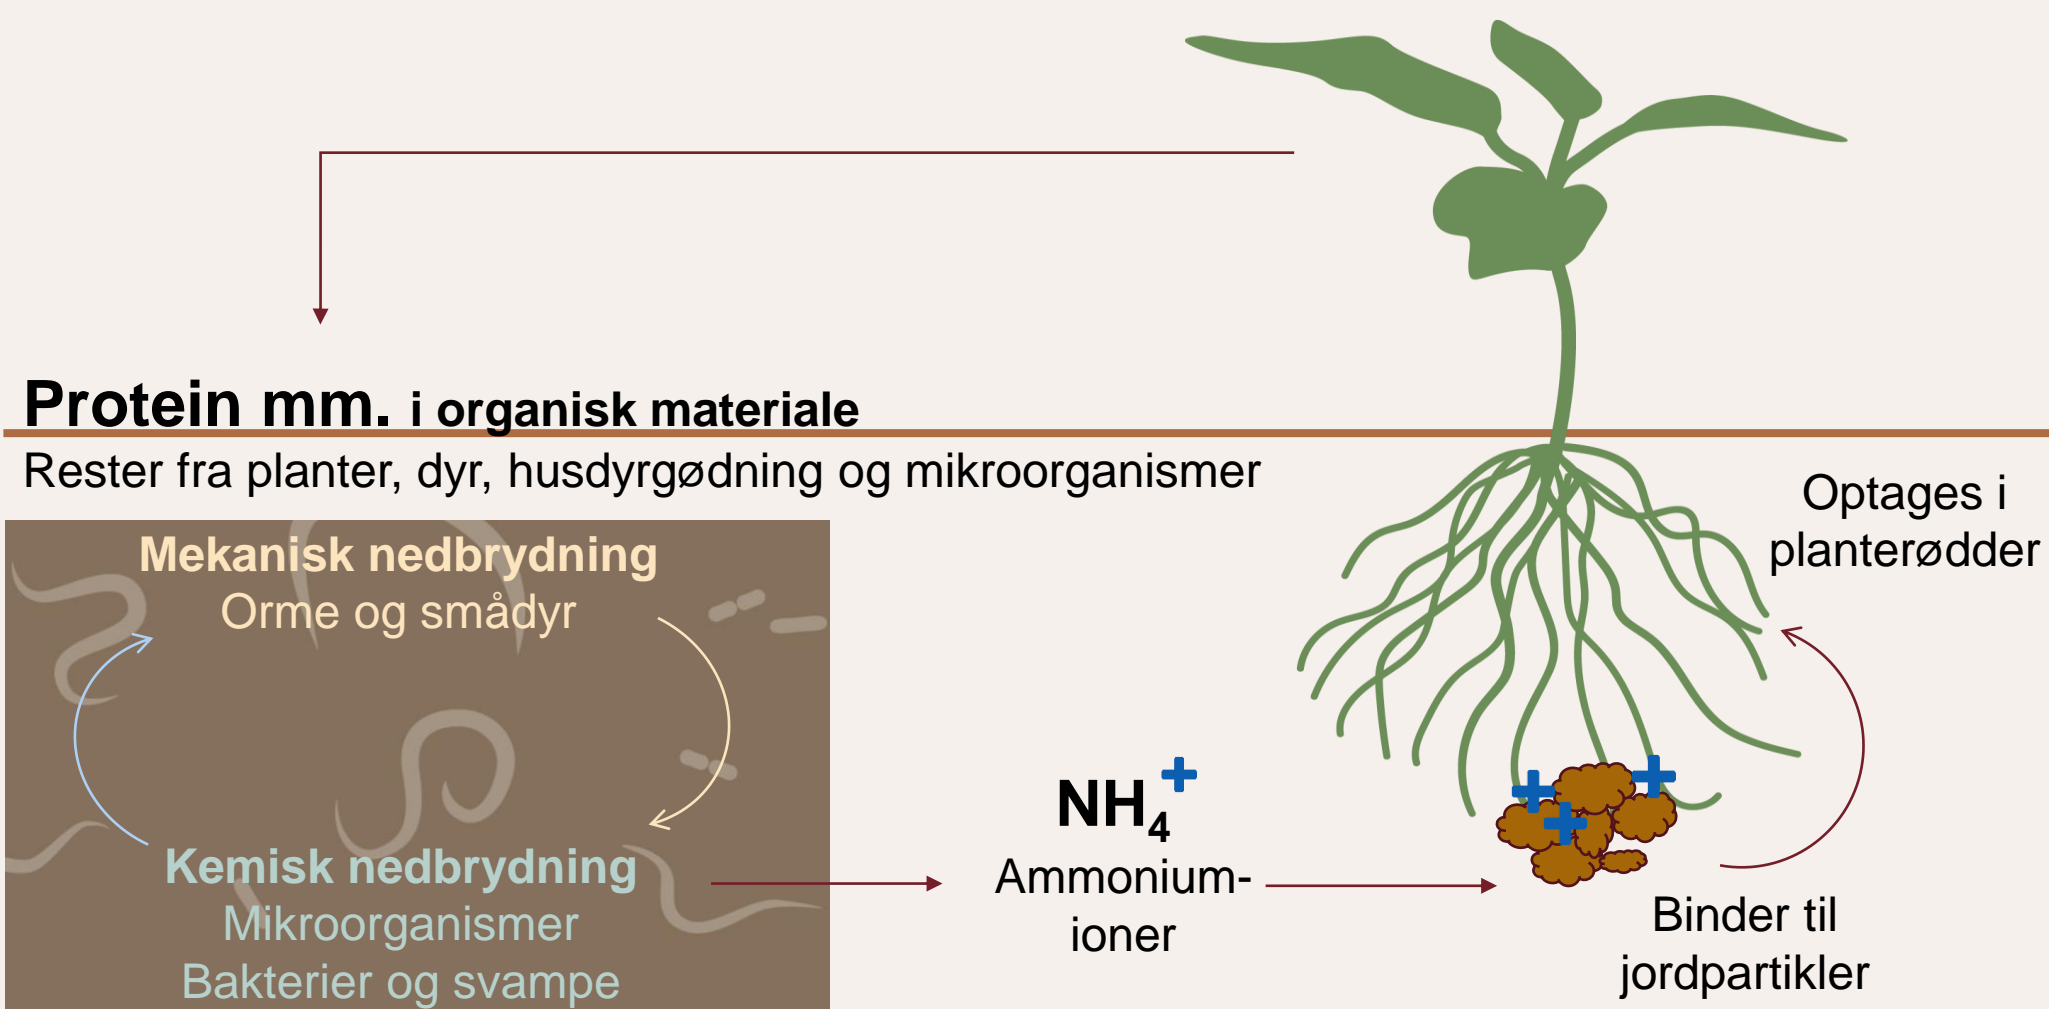 Protein mm. i organisk materiale
Rester fra planter, dyr, husdyrgødning og mikroorganismer
Mekanisk nedbrydning
Orme og smådyr
Kemisk nedbrydning
Mikroorganismer
Bakterier og svampe
NH₄⁺
Ammonium-
ioner
Binder til
jordpartikler
Optages i
planterødder